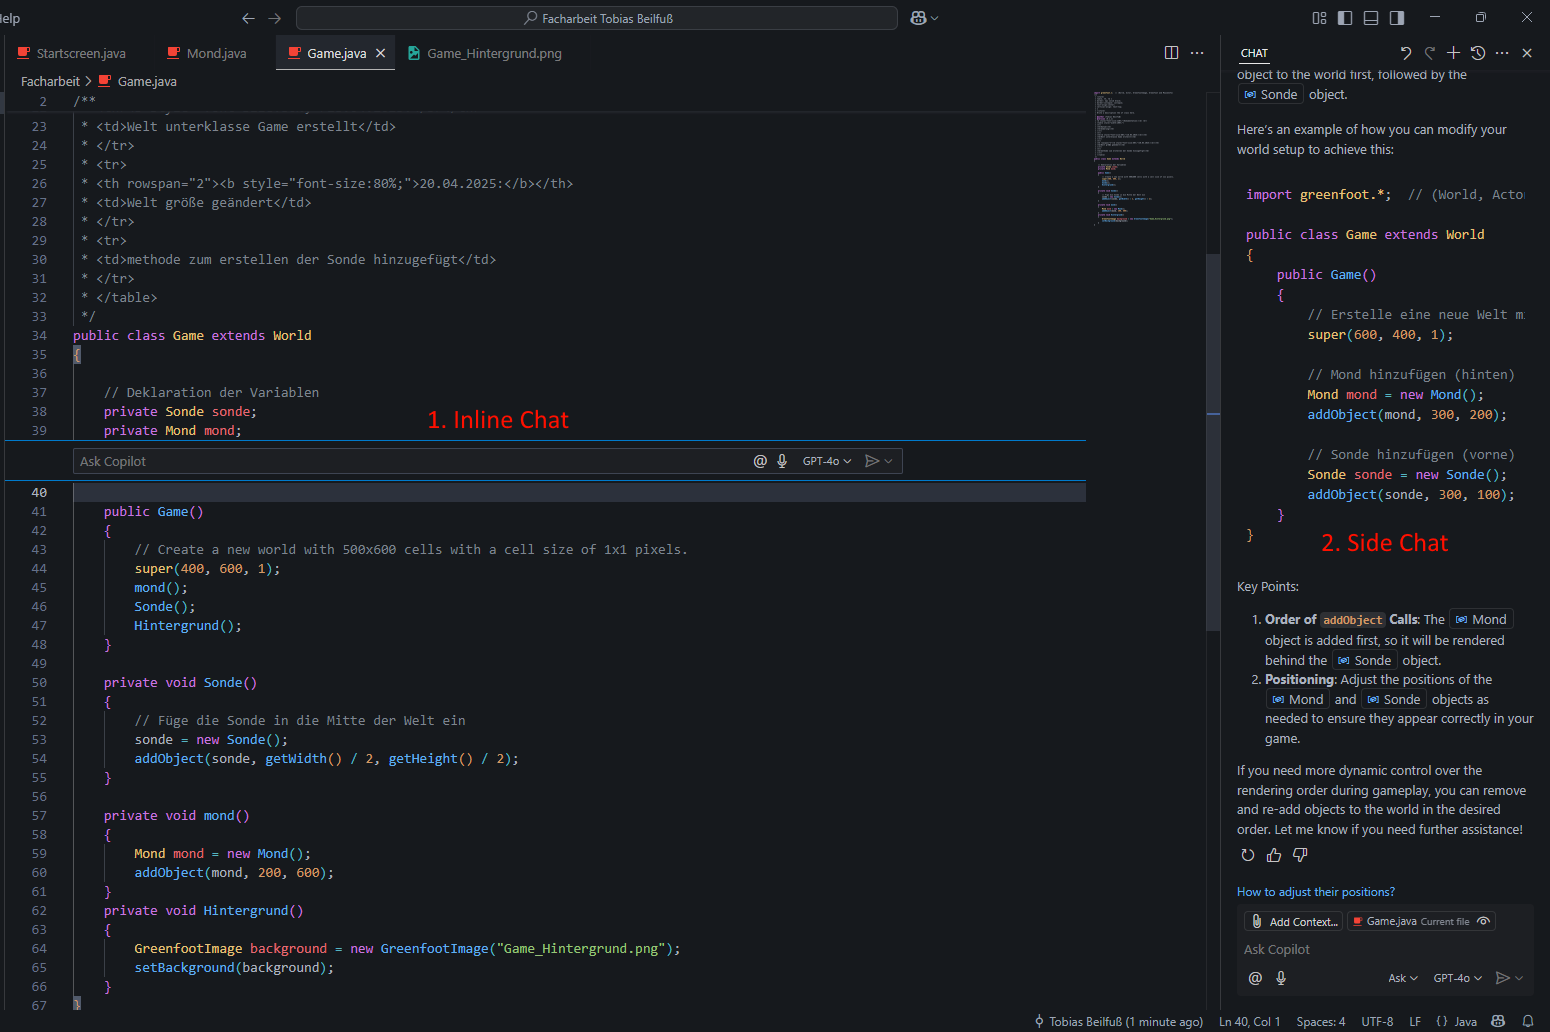 Help
Facharbeit Tobias Beilfuß
Startscreen.java
Mond.java
Game.java
Game_Hintergrund.png
Facharbeit > Game.java
2 /**
23 * <td>Welt unterklasse Game erstellt</td>
24 * </tr>
25 * <tr>
26 * <th rowspan="2"><b style="font-size:80%;">20.04.2025:</b></th>
27 * <td>Welt größe geändert</td>
28 * </tr>
29 * <tr>
30 * <td>methode zum erstellen der Sonde hinzugefügt</td>
31 * </tr>
32 * </table>
33 */
34 public class Game extends World
35 {
36
37 // Deklaration der Variablen
38 private Sonde sonde;
39 private Mond mond;
1. Inline Chat
Ask Copilot
@ GPT-4o
40
41 public Game()
42 {
43 // Create a new world with 500x600 cells with a cell size of 1x1 pixels.
44 super(400, 600, 1);
45 mond();
46 Sonde();
47 Hintergrund();
48 }
49
50 private void Sonde()
51 {
52 // Füge die Sonde in die Mitte der Welt ein
53 sonde = new Sonde();
54 addObject(sonde, getWidth() / 2, getHeight() / 2);
55 }
56
57 private void mond()
58 {
59 Mond mond = new Mond();
60 addObject(mond, 200, 600);
61 }
62 private void Hintergrund()
63 {
64 GreenfootImage background = new GreenfootImage("Game_Hintergrund.png");
65 setBackground(background);
66 }
67 }
CHAT
object to the world first, followed by the
Sonde object.
Here's an example of how you can modify your
world setup to achieve this:
import greenfoot.*; // (World, Acto
public class Game extends World
{
public Game()
{
// Erstelle eine neue Welt m
super(600, 400, 1);
// Mond hinzufügen (hinten)
Mond mond = new Mond();
addObject(mond, 300, 200);
// Sonde hinzufügen (vorne)
Sonde sonde = new Sonde();
addObject(sonde, 300, 100);
}
}
2. Side Chat
Key Points:
1. Order of addObject Calls: The Mond
object is added first, so it will be rendered
behind the Sonde object.
2. Positioning: Adjust the positions of the
Mond and Sonde objects as
needed to ensure they appear correctly in your
game.
If you need more dynamic control over the
rendering order during gameplay, you can remove
and re-add objects to the world in the desired
order. Let me know if you need further assistance!
How to adjust their positions?
Add Context... Game.java Current file
Ask Copilot
@ Ask GPT-4o
Tobias Beilfuß (1 minute ago) Ln 40, Col 1 Spaces: 4 UTF-8 LF {} Java